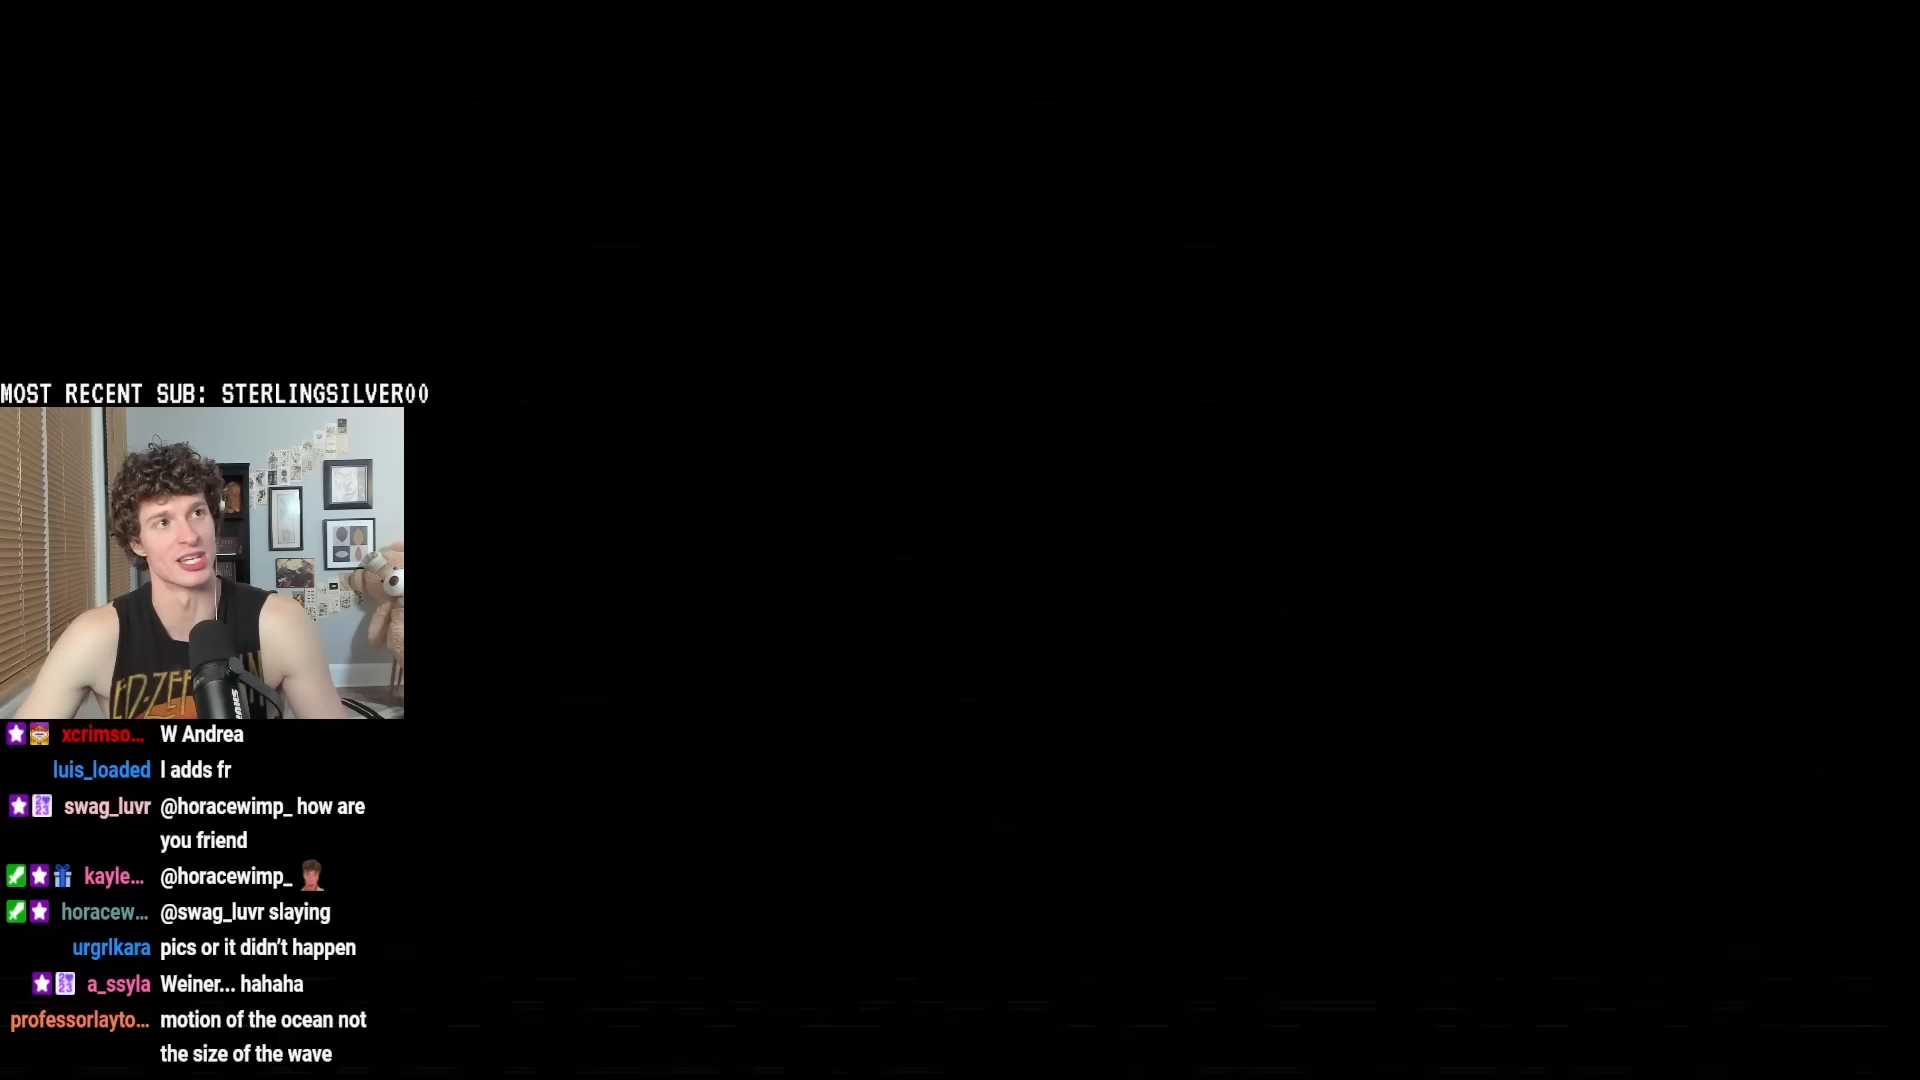 MOST RECENT SUB: STERLINGSILVER00
xcrimso... W Andrea
luis_loaded l adds fr
swag_luvr @horacewimp_ how are
you friend
kayle... @horacewimp_
horacew... @swag_luvr slaying
urgrlkara pics or it didn't happen
a_ssyla Weiner... hahaha
professorlayto... motion of the ocean not
the size of the wave